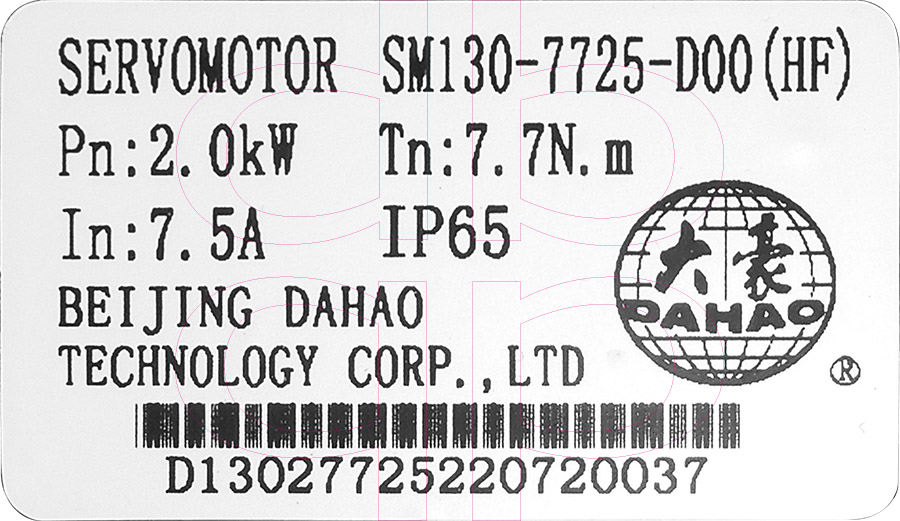 SERVOMOTOR SM130-7725-D00(HF)
Pn:2.0kW Tn:7.7N.m
In:7.5A IP65
大豪
DAHAO
BEIJING DAHAO
TECHNOLOGY CORP.,LTD
®
D13027725220720037